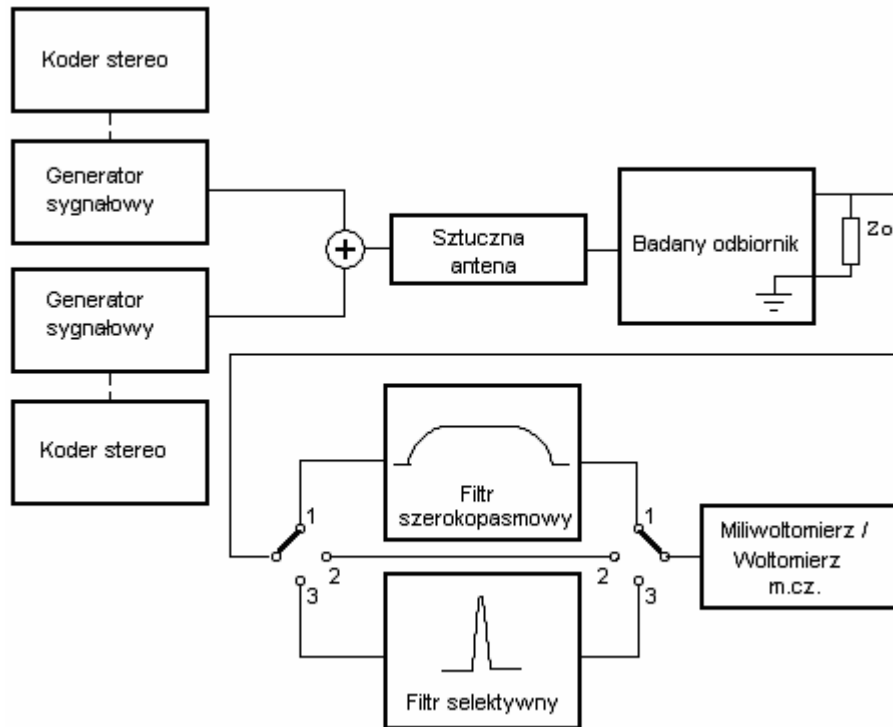 Koder stereo
Generator
sygnałowy
Generator
sygnałowy
Koder stereo
+
Sztuczna
antena
Badany odbiornik
Zo
Filtr
szerokopasmowy
1
2
3
1
2
3
Filtr selektywny
Miliwoltomierz /
Woltomierz
m.cz.